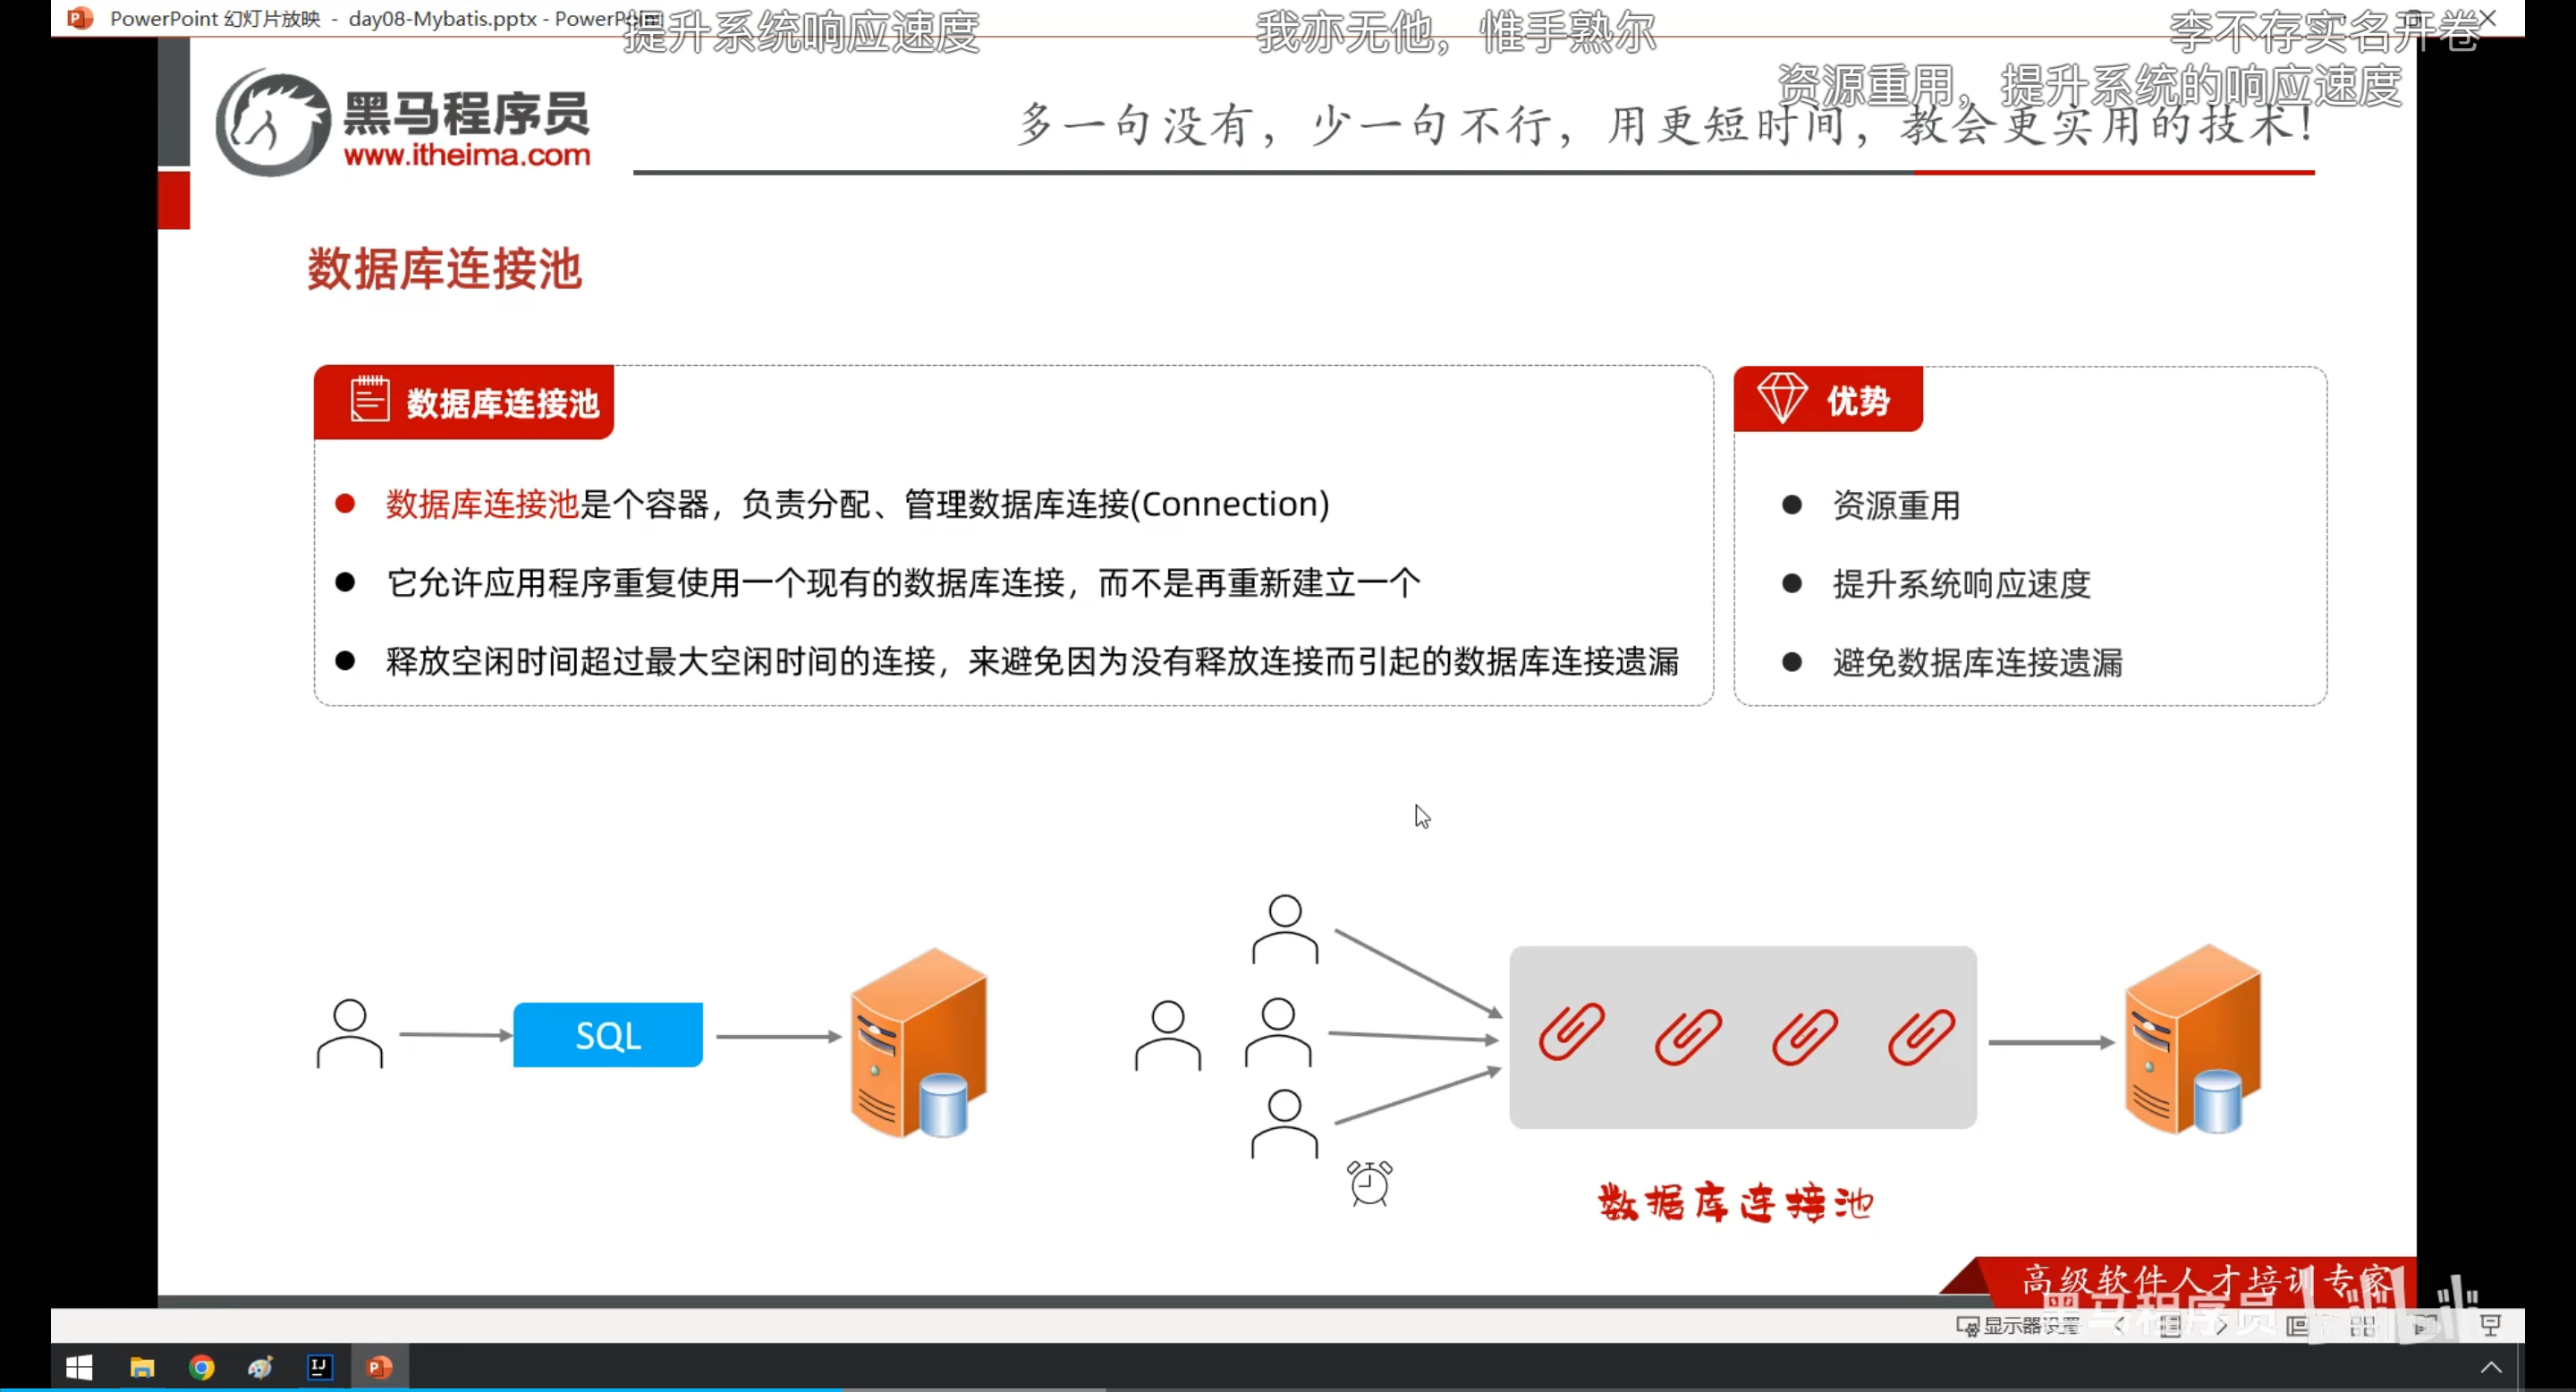 PowerPoint 幻灯片放映 - day08-Mybatis.pptx - PowerPoint
提升系统响应速度
我亦无他，惟手熟尔
李不存实名开卷
资源重用，提升系统的响应速度
黑马程序员
www.itheima.com
多一句没有，少一句不行，用更短时间，教会更实用的技术！
数据库连接池
数据库连接池
数据库连接池是个容器，负责分配、管理数据库连接(Connection)
它允许应用程序重复使用一个现有的数据库连接，而不是再重新建立一个
释放空闲时间超过最大空闲时间的连接，来避免因为没有释放连接而引起的数据库连接遗漏
优势
资源重用
提升系统响应速度
避免数据库连接遗漏
SQL
数据库连接池
高级软件人才培训专家
黑马程序员
显示器设置